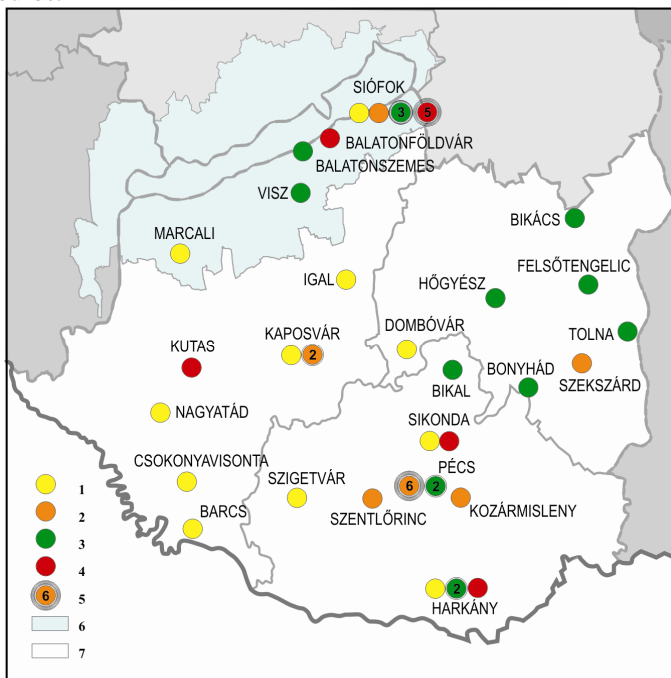 SIÓFOK
3 5
BALATONFÖLDVÁR
BALATONSZEMES
VISZ
BIKÁCS
MARCALI
FELSŐTENGELIC
IGAL
HŐGYÉSZ
KAPOSVÁR
2
DOMBÓVÁR
TOLNA
KUTAS
BONYHÁD
SZEKSZÁRD
BIKAL
NAGYATÁD
SIKONDA
CSOKONYAVISONTA
PÉCS
SZIGETVÁR
6 2
KOZÁRMISLENY
SZENTLŐRINC
BARCS
2
HARKÁNY
1
2
3
4
6 5
6
7